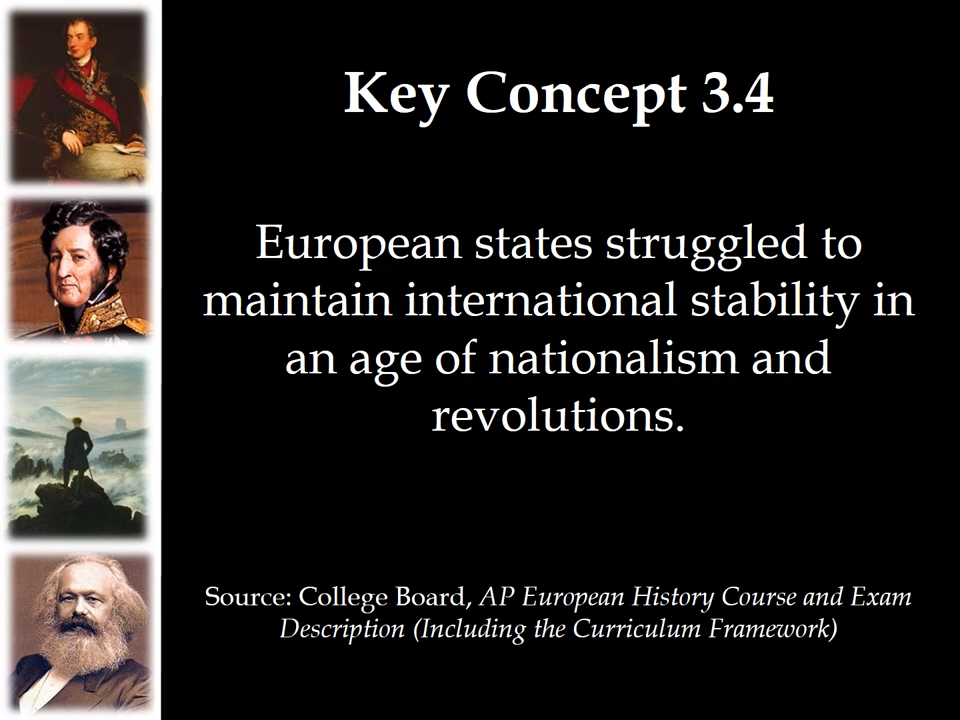 Key Concept 3.4
European states struggled to
maintain international stability in
an age of nationalism and
revolutions.
Source: College Board, AP European History Course and Exam
Description (Including the Curriculum Framework)